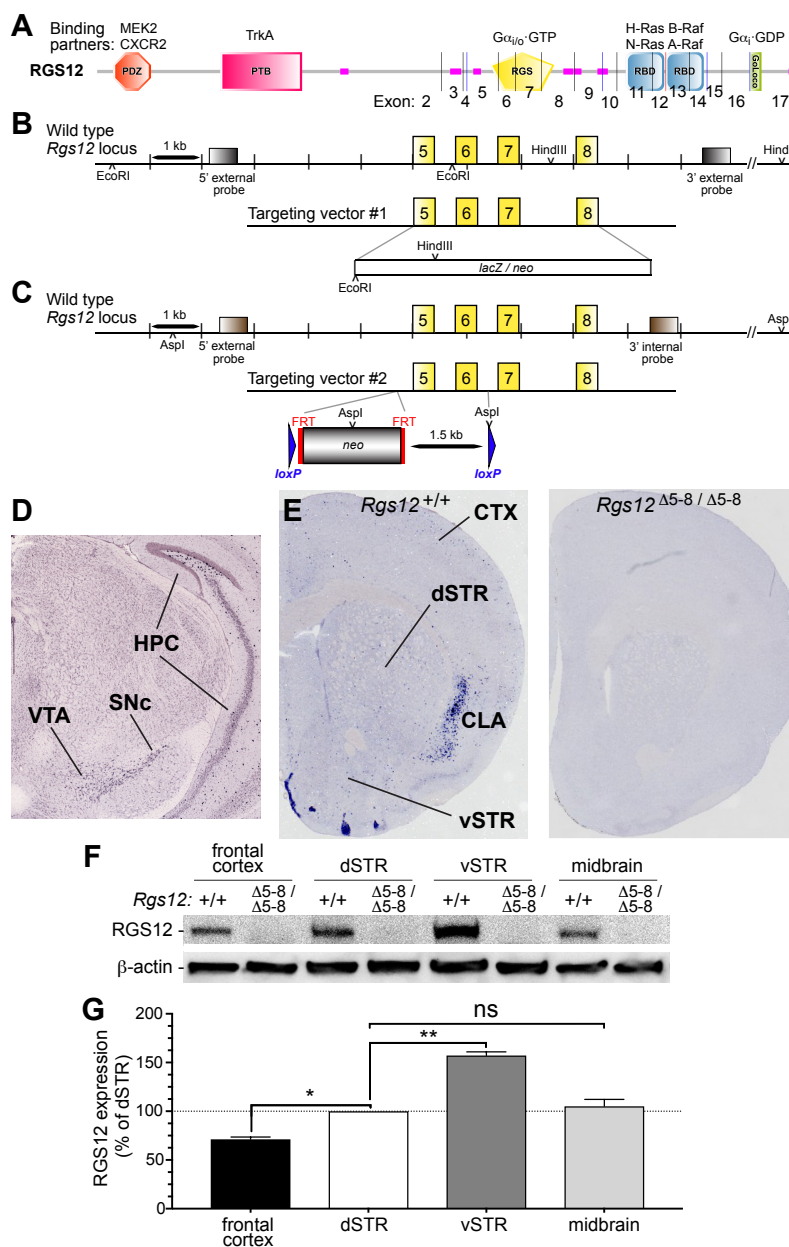 A
Binding partners:
MEK2
CXCR2
TrkA
Gαi/o·GTP
H-Ras B-Raf
N-Ras A-Raf
Gαi·GDP
RGS12
PDZ
PTB
RGS
RBD
RBD
GoLoco
Exon: 2 3 4 5 6 7 8 9 10 11 12 13 14 15 16 17
B
Wild type
Rgs12 locus
1 kb
EcoRI
5' external
probe
5 6 7 8
EcoRI
HindIII
3' external
probe
//
Hind
Targeting vector #1
5 6 7 8
HindIII
lacZ / neo
EcoRI
C
Wild type
Rgs12 locus
1 kb
AspI
5' external
probe
5 6 7 8
3' internal
probe
//
Asp
Targeting vector #2
5 6 7 8
FRT
AspI
FRT
neo
1.5 kb
AspI
loxP
loxP
D
HPC
SNc
VTA
E
Rgs12 +/+
CTX
dSTR
CLA
vSTR
Rgs12 Δ5-8 / Δ5-8
F
frontal
cortex
dSTR
vSTR
midbrain
Rgs12: +/+ Δ5-8 / Δ5-8 +/+ Δ5-8 / Δ5-8 +/+ Δ5-8 / Δ5-8 +/+ Δ5-8 / Δ5-8
RGS12 -
β-actin -
G
RGS12 expression
(% of dSTR)
200
150
100
50
0
*
**
ns
frontal
cortex
dSTR
vSTR
midbrain